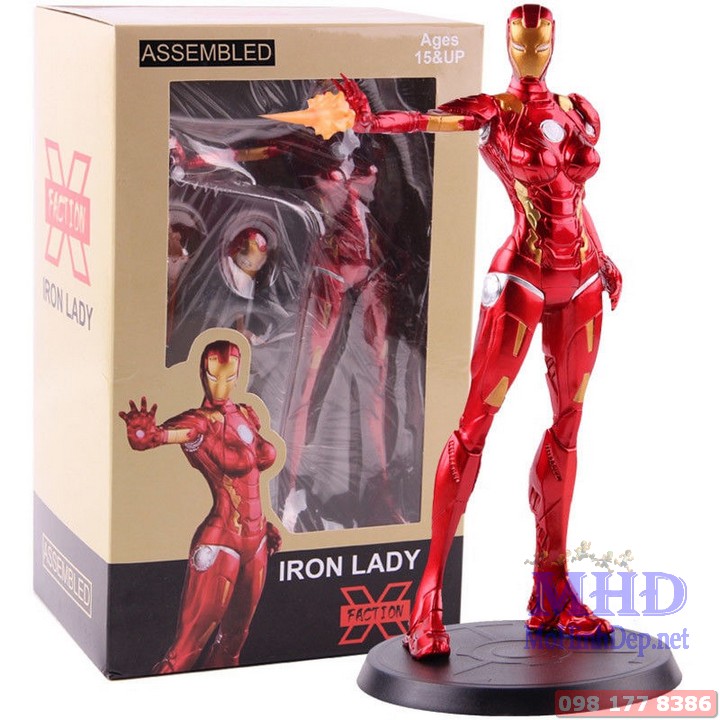 ASSEMBLED
Ages
15&UP
X
FACTION
IRON LADY
ASSEMBLED
IRON LADY
X
FACTION
MHD
MoHinhDep.net
098 177 8386